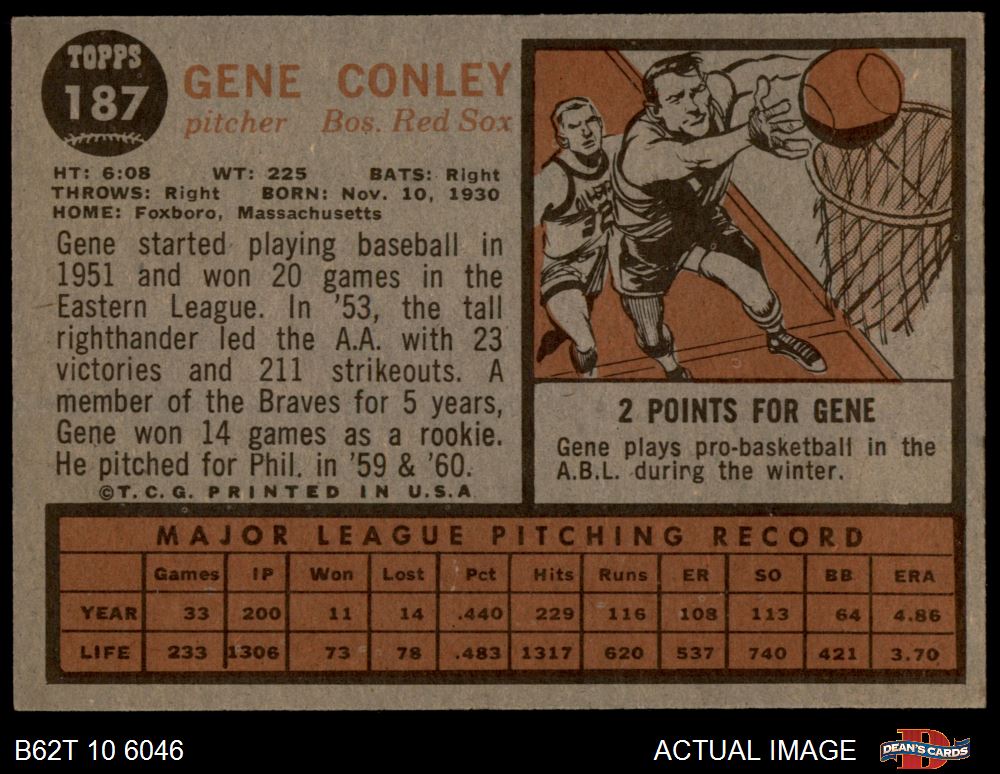 TOPPS
187
GENE CONLEY
pitcher Bos. Red Sox
HT: 6:08 WT: 225 BATS: Right
THROWS: Right BORN: Nov. 10, 1930
HOME: Foxboro, Massachusetts
Gene started playing baseball in
1951 and won 20 games in the
Eastern League. In '53, the tall
righthander led the A.A. with 23
victories and 211 strikeouts. A
member of the Braves for 5 years,
Gene won 14 games as a rookie.
He pitched for Phil. in '59 & '60.
©T.C.G. PRINTED IN U.S.A
2 POINTS FOR GENE
Gene plays pro-basketball in the
A.B.L. during the winter.
MAJOR LEAGUE PITCHING RECORD
Games IP Won Lost Pct Hits Runs ER SO BB ERA
YEAR 33 200 11 14 .440 229 116 108 113 64 4.86
LIFE 233 1306 73 78 .483 1317 620 537 740 421 3.70
B62T 10 6046 ACTUAL IMAGE
DEAN'S CARDS